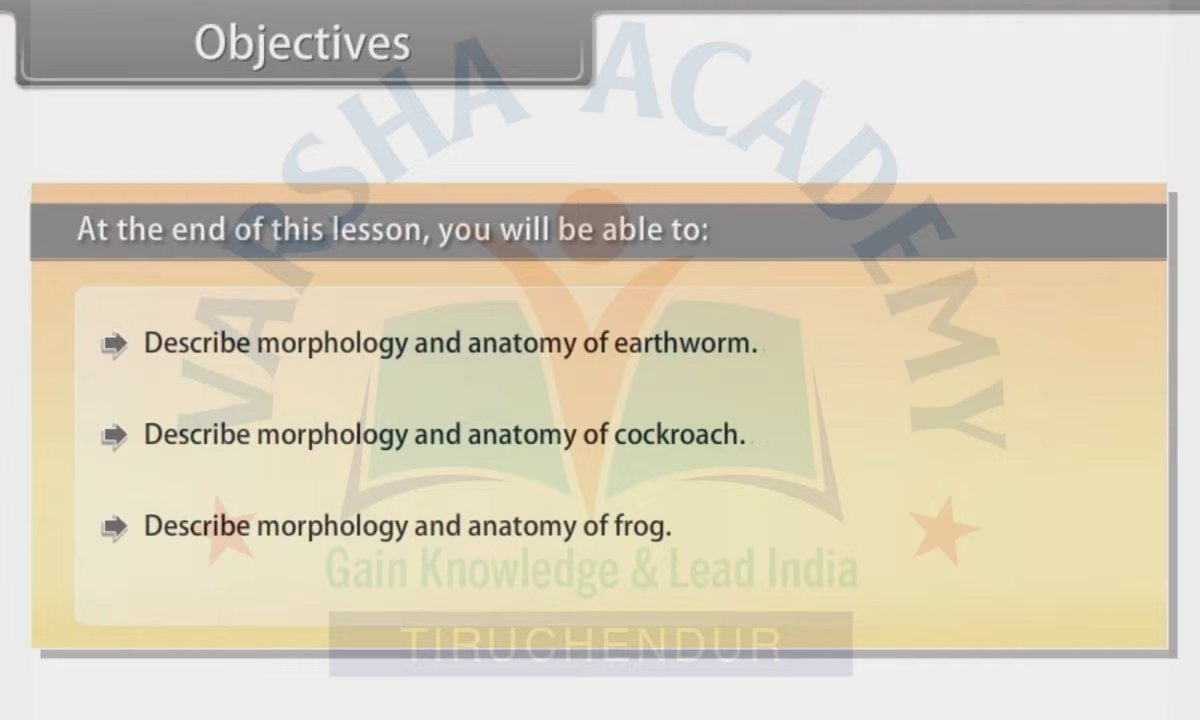 Objectives
VARSHA ACADEMY
At the end of this lesson, you will be able to:
Describe morphology and anatomy of earthworm.
Describe morphology and anatomy of cockroach.
Describe morphology and anatomy of frog.
Gain Knowledge & Lead India
TIRUCHENDUR